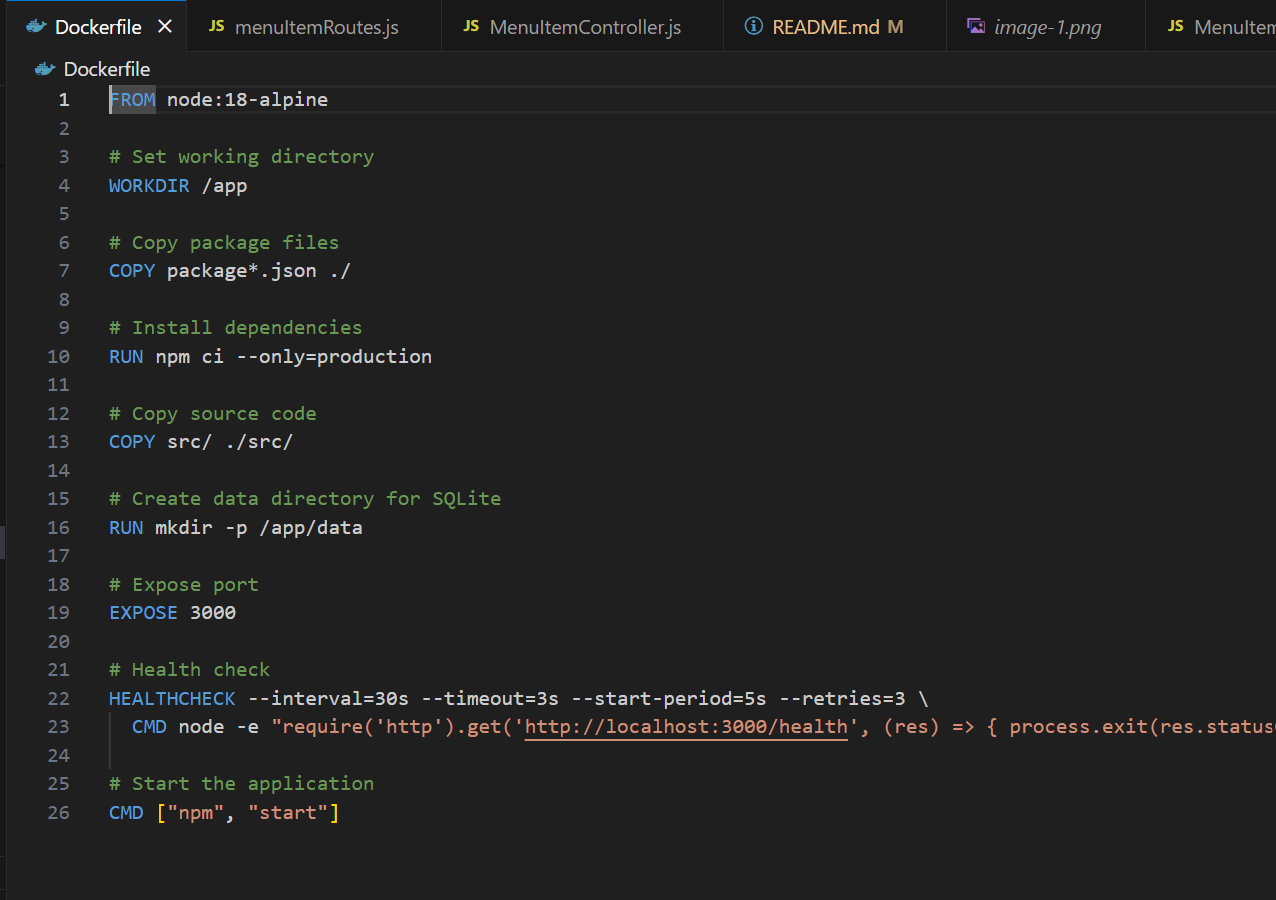 Dockerfile JS menuItemRoutes.js JS MenuItemController.js README.md M image-1.png JS
Dockerfile
1 FROM node:18-alpine
2
3 # Set working directory
4 WORKDIR /app
5
6 # Copy package files
7 COPY package*.json ./
8
9 # Install dependencies
10 RUN npm ci --only=production
11
12 # Copy source code
13 COPY src/ ./src/
14
15 # Create data directory for SQLite
16 RUN mkdir -p /app/data
17
18 # Expose port
19 EXPOSE 3000
20
21 # Health check
22 HEALTHCHECK --interval=30s --timeout=3s --start-period=5s --retries=3 \
23 CMD node -e "require('http').get('http://localhost:3000/health', (res) => { process.exit(res.status
24
25 # Start the application
26 CMD ["npm", "start"]